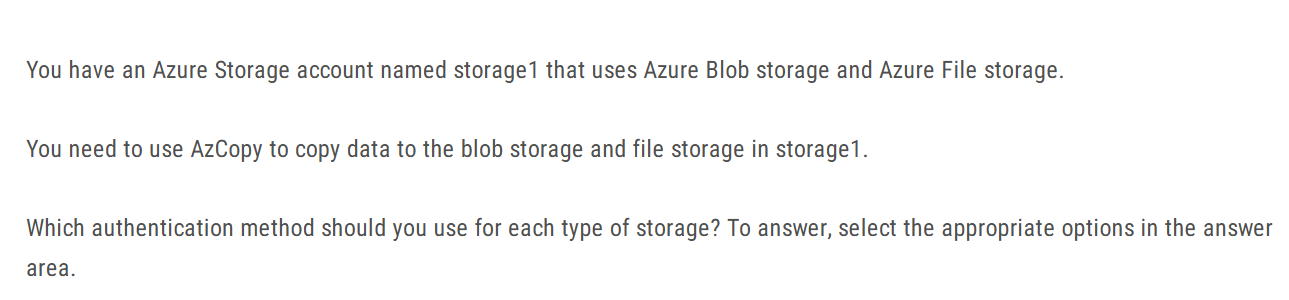 You have an Azure Storage account named storage1 that uses Azure Blob storage and Azure File storage.
You need to use AzCopy to copy data to the blob storage and file storage in storage1.
Which authentication method should you use for each type of storage? To answer, select the appropriate options in the answer
area.